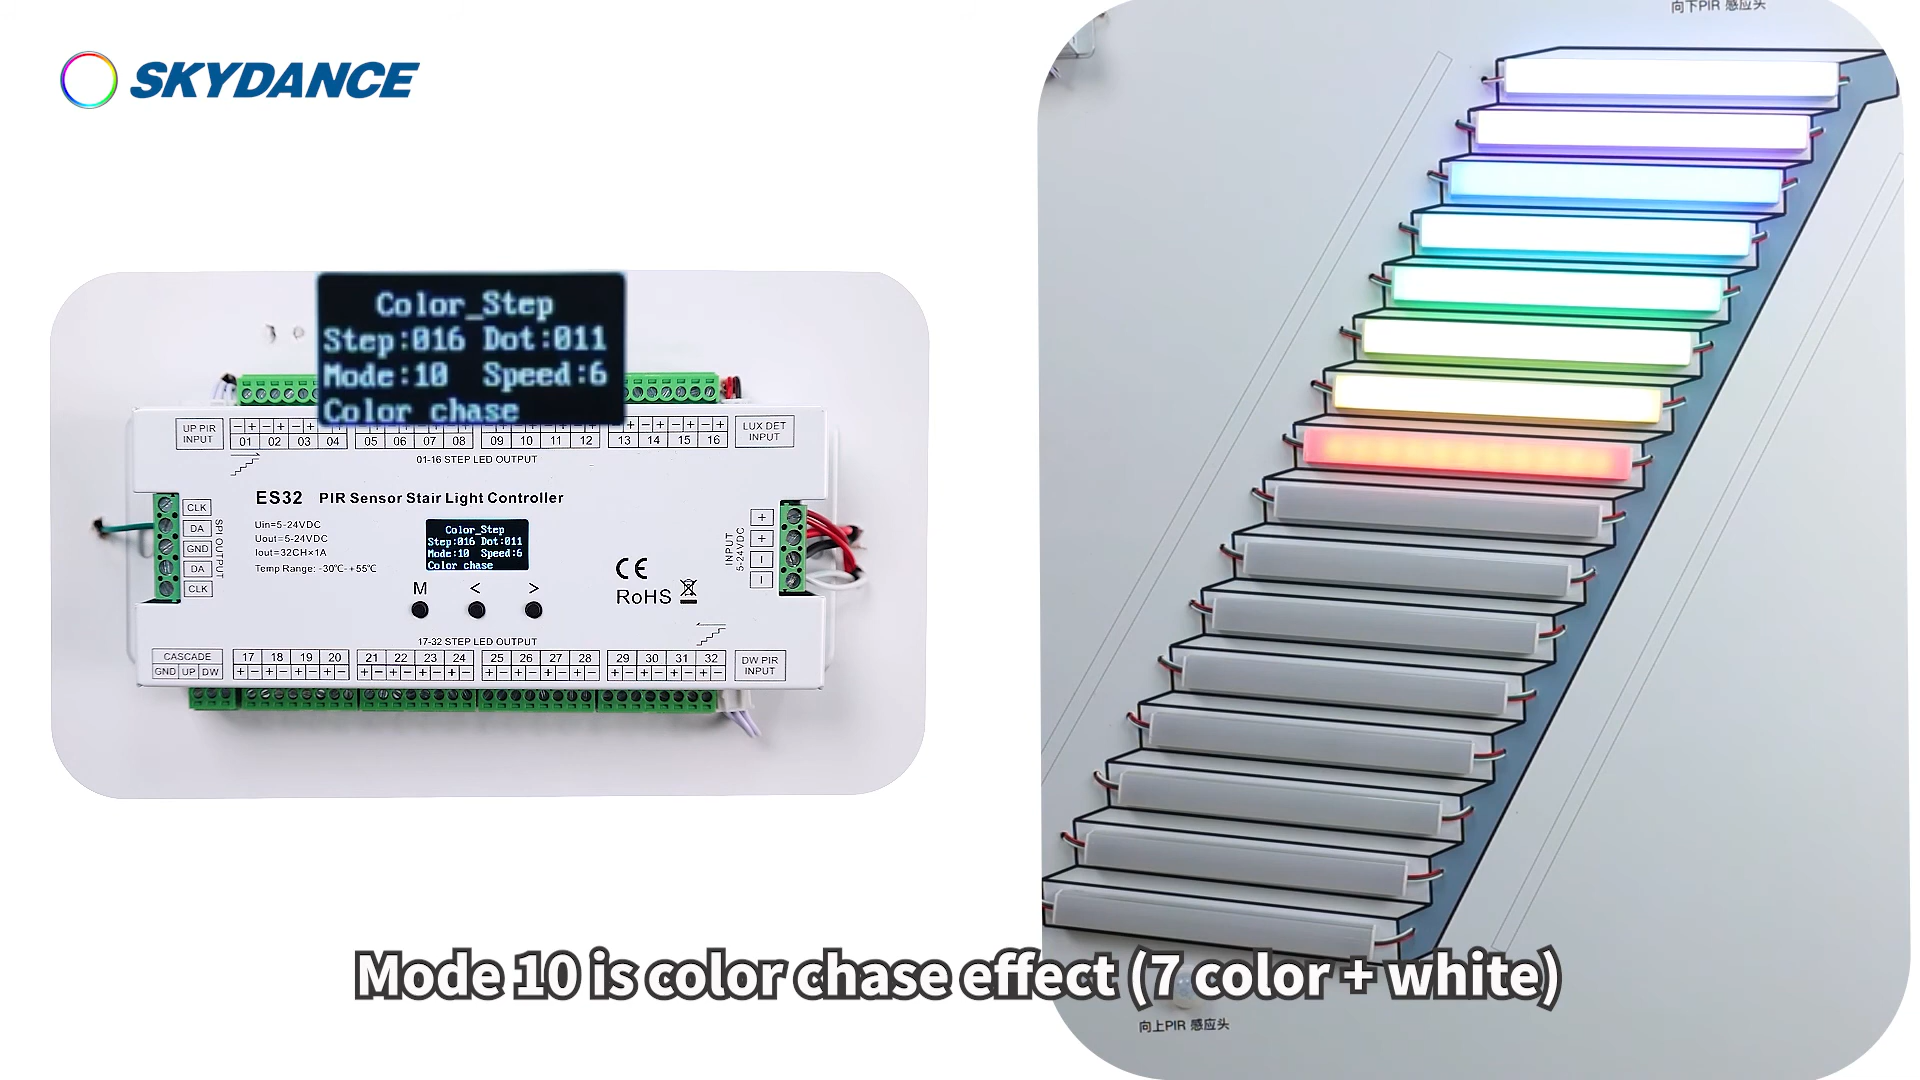 SKYDANCE
向下PIR 感应头
Color_Step
Step:016 Dot:011
Mode:10 Speed:6
Color chase
UP PIR INPUT
- + - + - + - +
01 02 03 04
05 06 07 08
09 10 11 12
13 14 15 16
LUX DET INPUT
01-16 STEP LED OUTPUT
ES32 PIR Sensor Stair Light Controller
CLK
DA
GND
DA
CLK
SPI OUTPUT
Uin=5-24VDC
Uout=5-24VDC
Iout=32CH×1A
Temp Range: -30℃-+55℃
Color_Step
Step:016 Dot:011
Mode:10 Speed:6
Color chase
M < >
CE
RoHS
INPUT
5-24VDC
+
+
-
-
17-32 STEP LED OUTPUT
CASCADE
GND UP DW
17 18 19 20
21 22 23 24
25 26 27 28
29 30 31 32
+ - + - + - + -
+ - + - + - + -
+ - + - + - + -
+ - + - + - + -
DW PIR INPUT
Mode 10 is color chase effect (7 color + white)
向上PIR 感应头